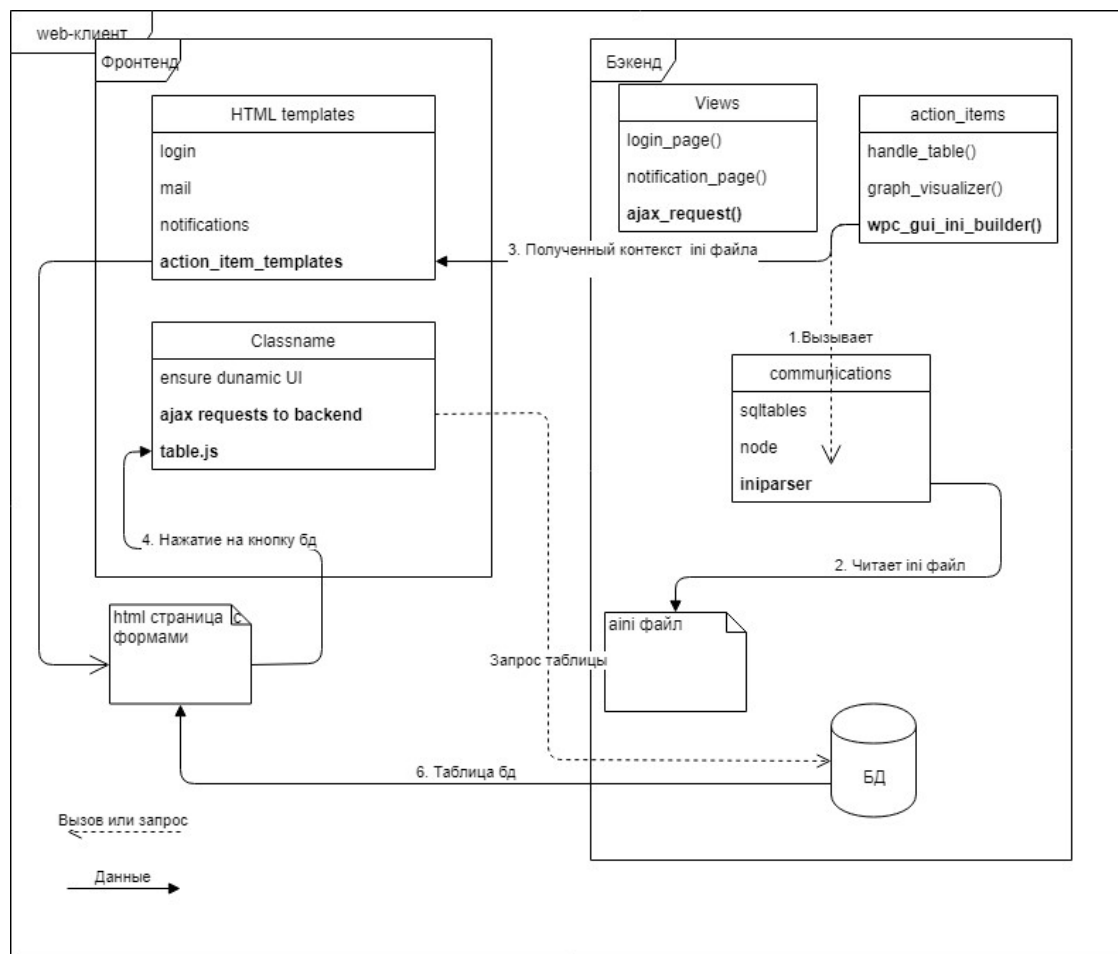 web-клиент
Фронтенд
HTML templates
login
mail
notifications
action_item_templates
Classname
ensure dunamic UI
ajax requests to backend
table.js
4. Нажатие на кнопку бд
html страница с
формами
Бэкенд
Views
login_page()
notification_page()
ajax_request()
action_items
handle_table()
graph_visualizer()
wpc_gui_ini_builder()
3. Полученный контекст ini файла
1.Вызывает
communications
sqltables
node
iniparser
2. Читает ini файл
aini файл
Запрос таблицы
6. Таблица бд
БД
Вызов или запрос
Данные